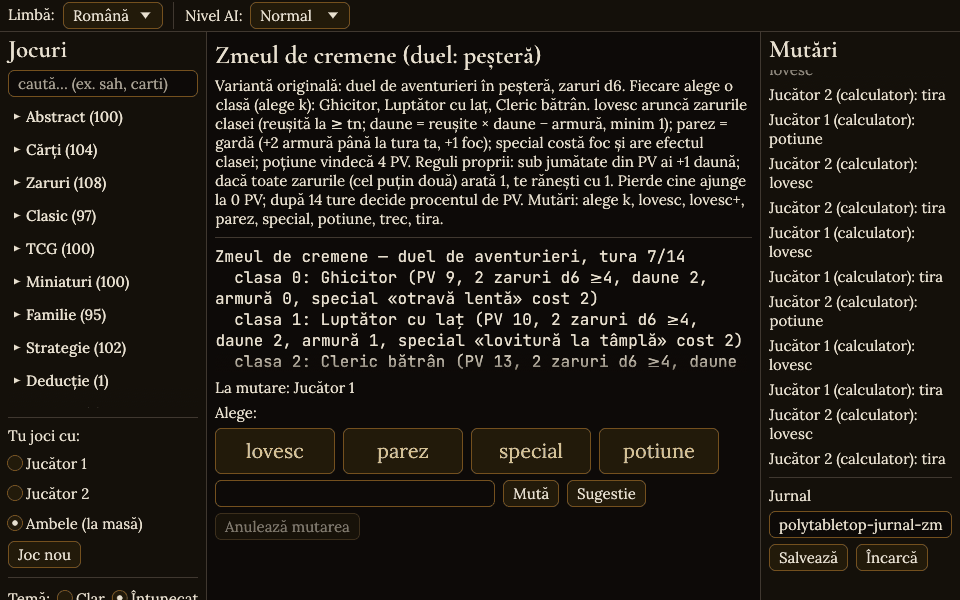 Limbă: Română ▼ Nivel AI: Normal ▼
Jocuri
caută... (ex. sah, carti)
▸ Abstract (100)
▸ Cărți (104)
▸ Zaruri (108)
▸ Clasic (97)
▸ TCG (100)
▸ Miniaturi (100)
▸ Familie (95)
▸ Strategie (102)
▸ Deducție (1)
Tu joci cu:
Jucător 1
Jucător 2
Ambele (la masă)
Joc nou
Temă: Clar Întunecat
Zmeul de cremene (duel: peșteră)
Variantă originală: duel de aventurieri în peșteră, zaruri d6. Fiecare alege o
clasă (alege k): Ghicitor, Luptător cu laț, Cleric bătrân. lovesc aruncă zarurile
clasei (reușită la ≥ tn; daune = reușite × daune − armură, minim 1); parez =
gardă (+2 armură până la tura ta, +1 foc); special costă foc și are efectul
clasei; poțiune vindecă 4 PV. Reguli proprii: sub jumătate din PV ai +1 daună;
dacă toate zarurile (cel puțin două) arată 1, te rănești cu 1. Pierde cine ajunge
la 0 PV; după 14 ture decide procentul de PV. Mutări: alege k, lovesc, lovesc+,
parez, special, potiune, trec, tira.
Zmeul de cremene — duel de aventurieri, tura 7/14
clasa 0: Ghicitor (PV 9, 2 zaruri d6 ≥4, daune 2,
armură 0, special «otravă lentă» cost 2)
clasa 1: Luptător cu laț (PV 10, 2 zaruri d6 ≥4,
daune 2, armură 1, special «lovitură la tâmplă» cost 2)
clasa 2: Cleric bătrân (PV 13, 2 zaruri d6 ≥4, daune
La mutare: Jucător 1
Alege:
lovesc parez special potiune
Mută Sugestie
Anulează mutarea
Mutări
lovesc
Jucător 2 (calculator): tira
Jucător 1 (calculator):
potiune
Jucător 2 (calculator):
lovesc
Jucător 2 (calculator): tira
Jucător 1 (calculator):
lovesc
Jucător 1 (calculator): tira
Jucător 2 (calculator):
potiune
Jucător 1 (calculator):
lovesc
Jucător 1 (calculator): tira
Jucător 2 (calculator):
lovesc
Jucător 2 (calculator): tira
Jurnal
polytabletop-jurnal-zm
Salvează Încarcă